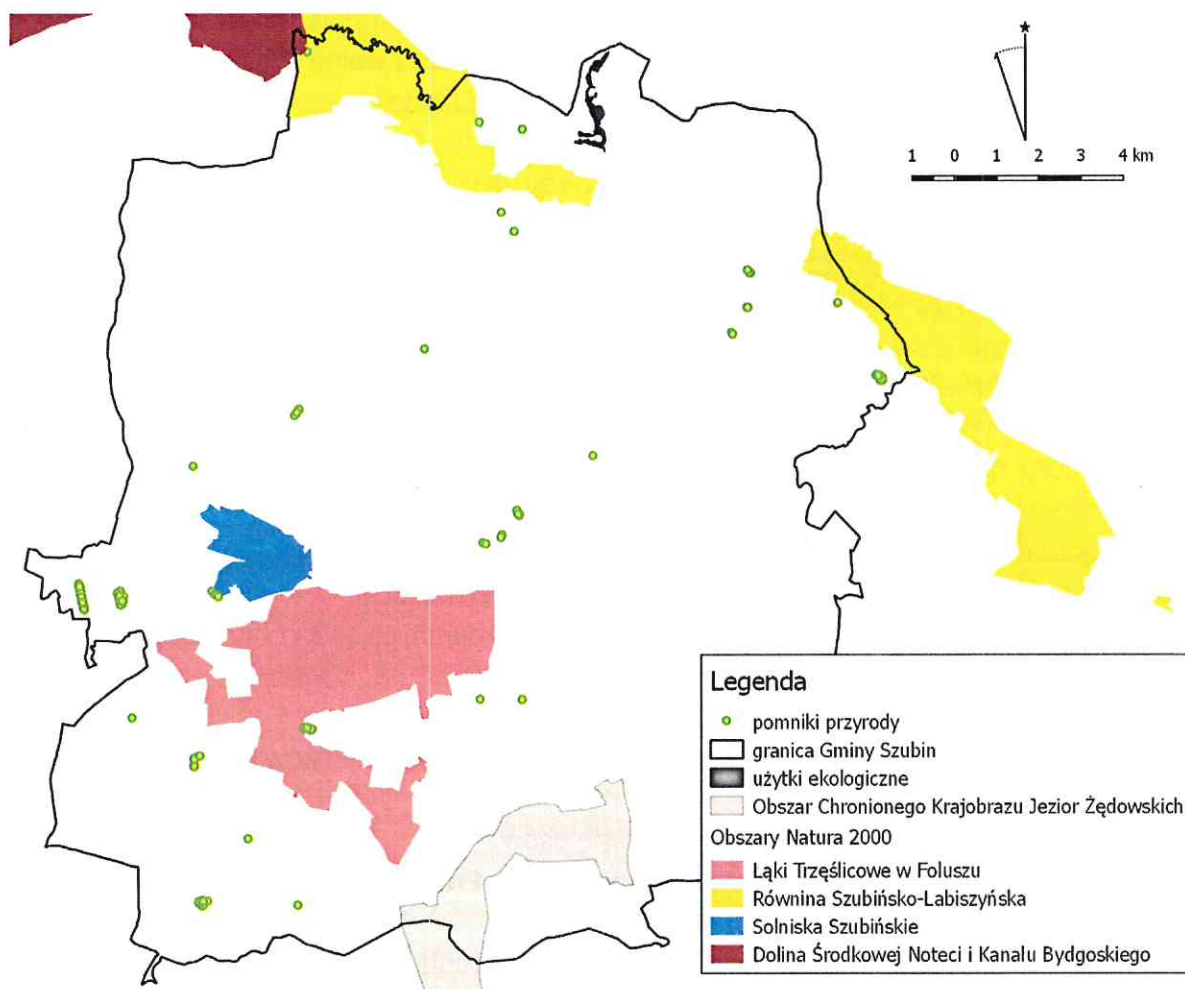 1 0 1 2 3 4 km
Legenda
pomniki przyrody
granica Gminy Szubin
użytki ekologiczne
Obszar Chronionego Krajobrazu Jezior Żędowskich
Obszary Natura 2000
Łąki Trzęślicowe w Foluszu
Równina Szubińsko-Łabiszyńska
Solniska Szubińskie
Dolina Środkowej Noteci i Kanału Bydgoskiego